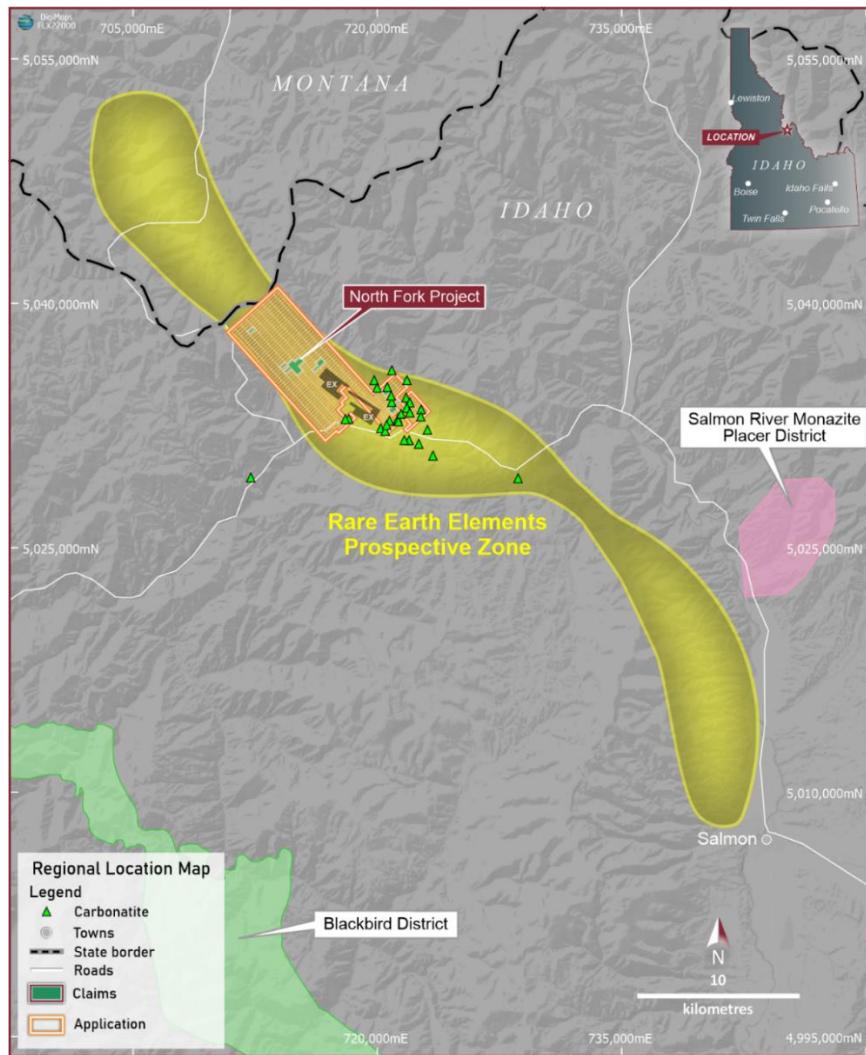 DigiMaps
FLX22000
705,000mE
720,000mE
735,000mE
5,055,000mN
5,055,000mN
MONTANA
Lewiston
LOCATION
IDAHO
IDAHO
Boise
Idaho Falls
Pocatello
Twin Falls
North Fork Project
5,040,000mN
5,040,000mN
EX
EX
Salmon River Monazite
Placer District
Rare Earth Elements
Prospective Zone
5,025,000mN
5,025,000mN
5,010,000mN
Salmon
Regional Location Map
Legend
Carbonatite
Towns
State border
Roads
Claims
Application
Blackbird District
N
10
kilometres
720,000mE
735,000mE
4,995,000mN